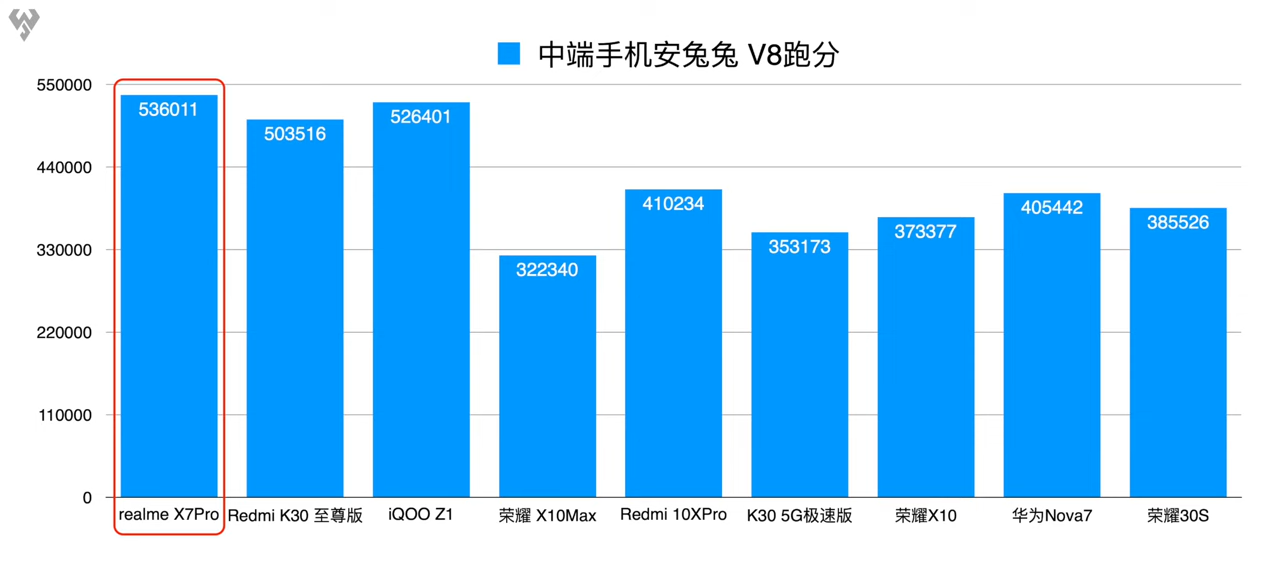 中端手机安兔兔 V8跑分
550000
440000
330000
220000
110000
0
536011
503516
526401
322340
410234
353173
373377
405442
385526
realme X7Pro
Redmi K30 至尊版
iQOO Z1
荣耀 X10Max
Redmi 10XPro
K30 5G极速版
荣耀X10
华为Nova7
荣耀30S